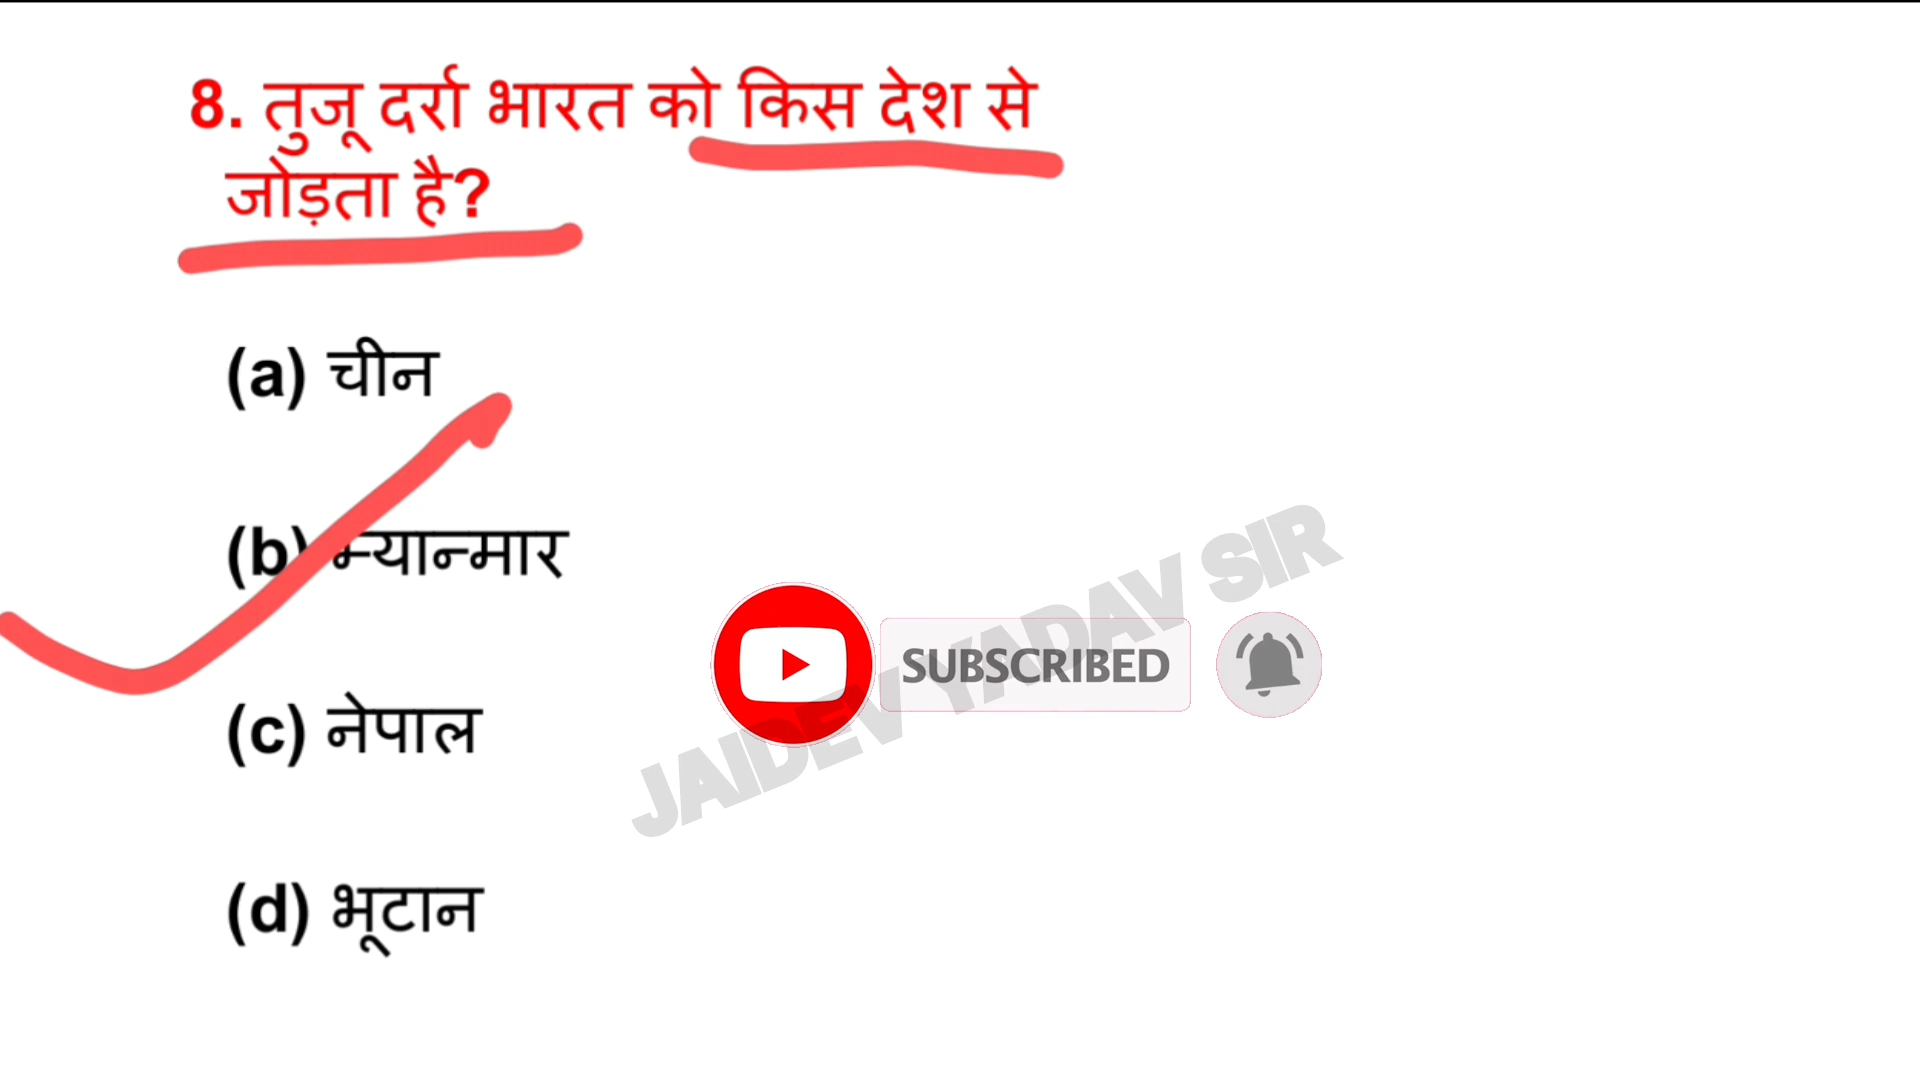 8. तुजू दर्रा भारत को किस देश से
जोड़ता है?
(a) चीन
(b) म्यान्मार
(c) नेपाल
(d) भूटान
SUBSCRIBED
JAIDEV YADAV SIR